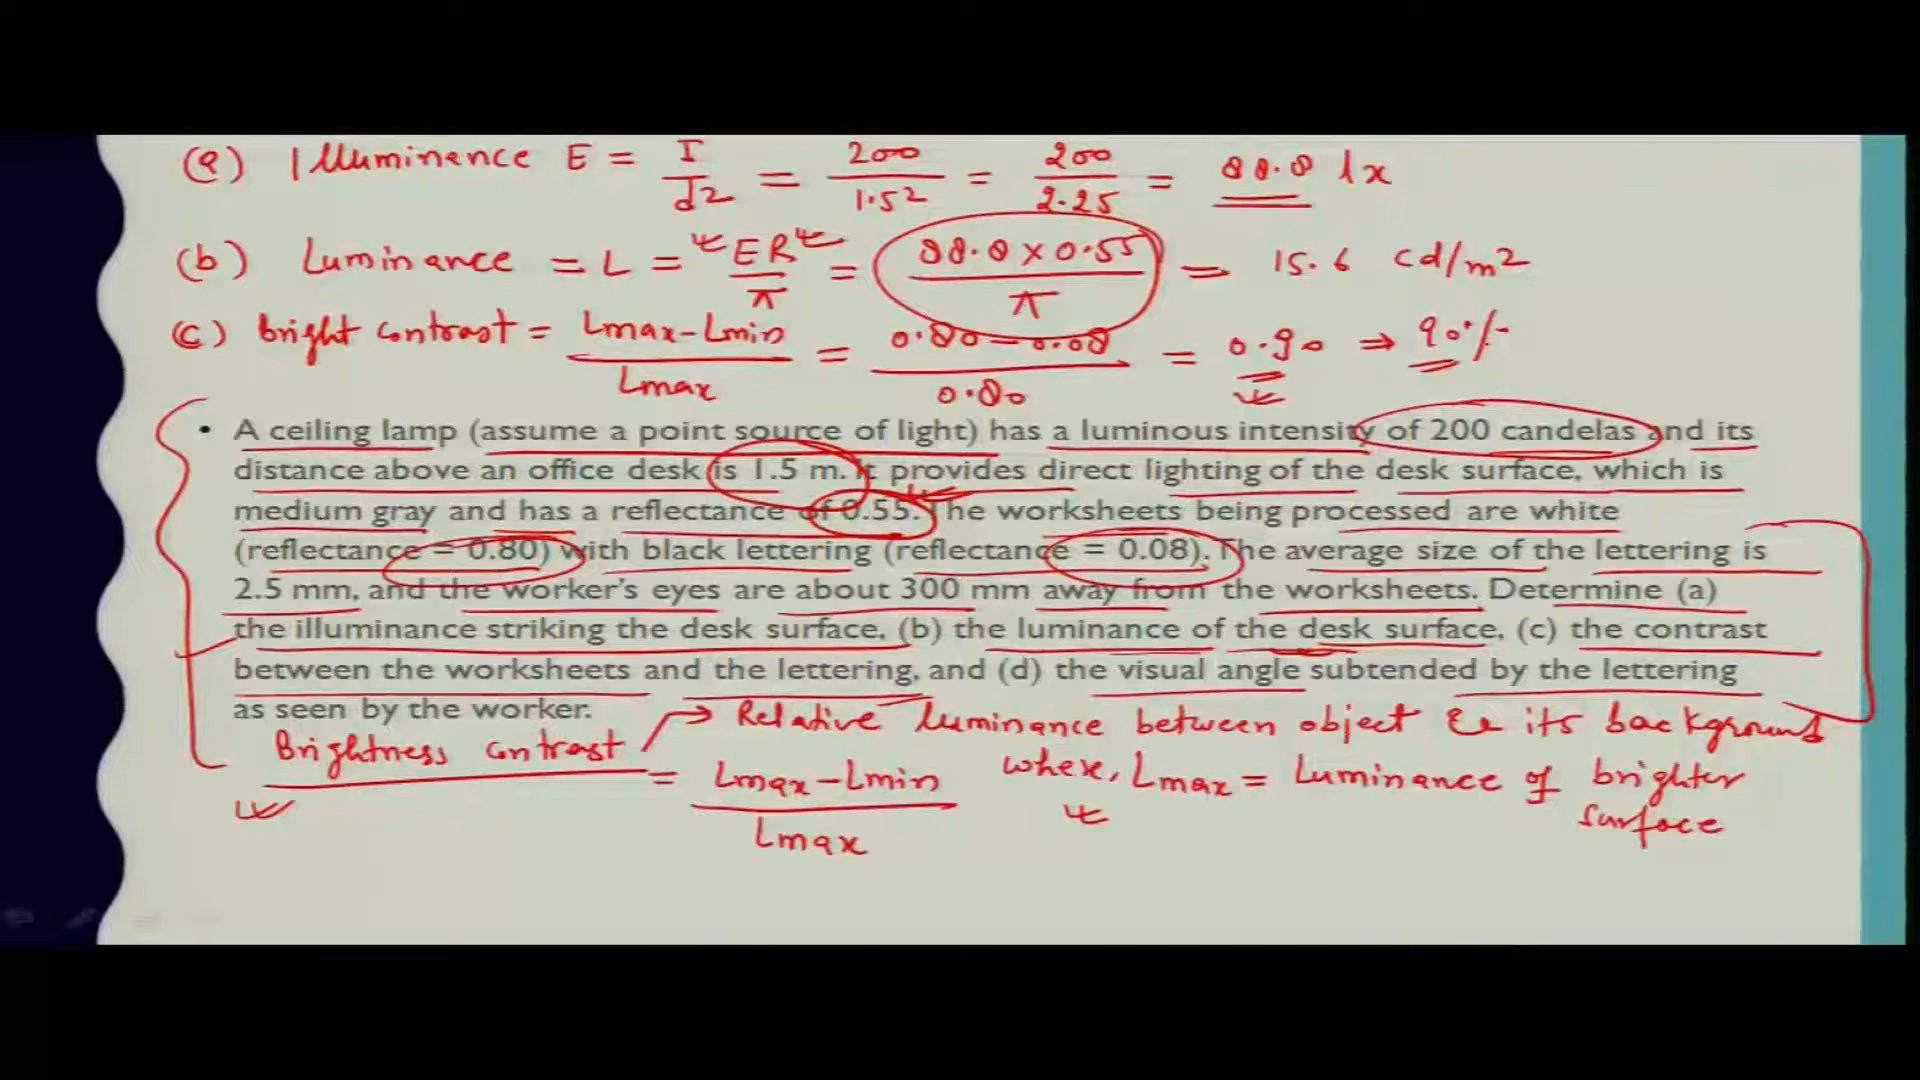 (a) Illuminence E = I/d2 = 200/1.5² = 200/2.25 = 88.8 lx
(b) Luminance = L = ER/π = 88.8 x 0.55/π = 15.6 cd/m2
(c) bright contrast = Lmax-Lmin/Lmax = 0.80-0.08/0.80 = 0.90 ⇒ 90%
• A ceiling lamp (assume a point source of light) has a luminous intensity of 200 candelas and its
distance above an office desk is 1.5 m. It provides direct lighting of the desk surface, which is
medium gray and has a reflectance of 0.55. The worksheets being processed are white
(reflectance = 0.80) with black lettering (reflectance = 0.08). The average size of the lettering is
2.5 mm, and the worker's eyes are about 300 mm away from the worksheets. Determine (a)
the illuminance striking the desk surface, (b) the luminance of the desk surface, (c) the contrast
between the worksheets and the lettering, and (d) the visual angle subtended by the lettering
as seen by the worker.
→ Relative luminance between object & its background
Brightness contrast = Lmax-Lmin/Lmax where, Lmax = Luminance of brighter
surface